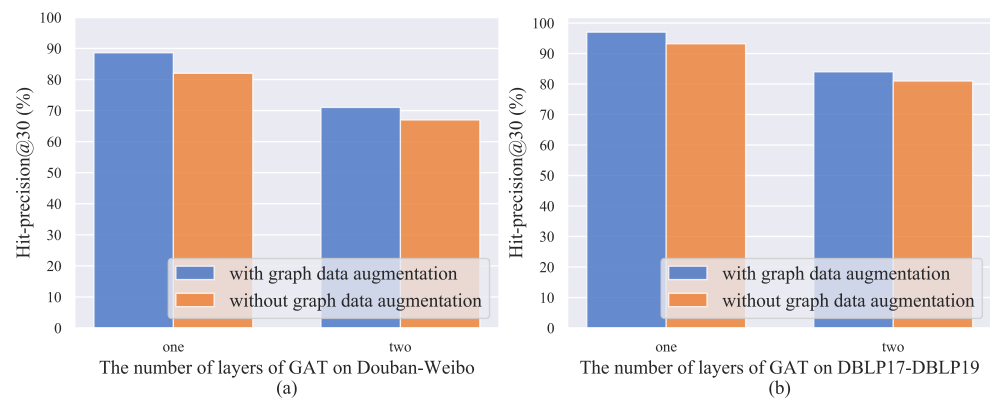 100
90
80
70
60
50
40
30
20
10
0
Hit-precision@30 (%)
with graph data augmentation
without graph data augmentation
one two
The number of layers of GAT on Douban-Weibo
(a)
100
90
80
70
60
50
40
30
20
10
0
Hit-precision@30 (%)
with graph data augmentation
without graph data augmentation
one two
The number of layers of GAT on DBLP17-DBLP19
(b)